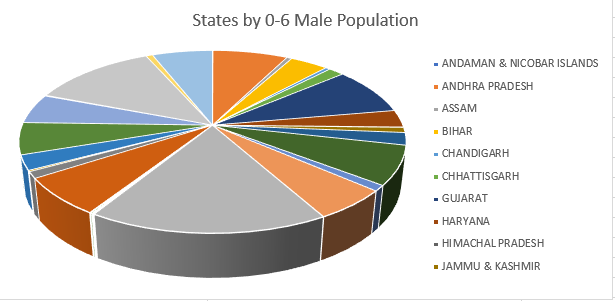 States by 0-6 Male Population
ANDAMAN & NICOBAR ISLANDS
ANDHRA PRADESH
ASSAM
BIHAR
CHANDIGARH
CHHATTISGARH
GUJARAT
HARYANA
HIMACHAL PRADESH
JAMMU & KASHMIR